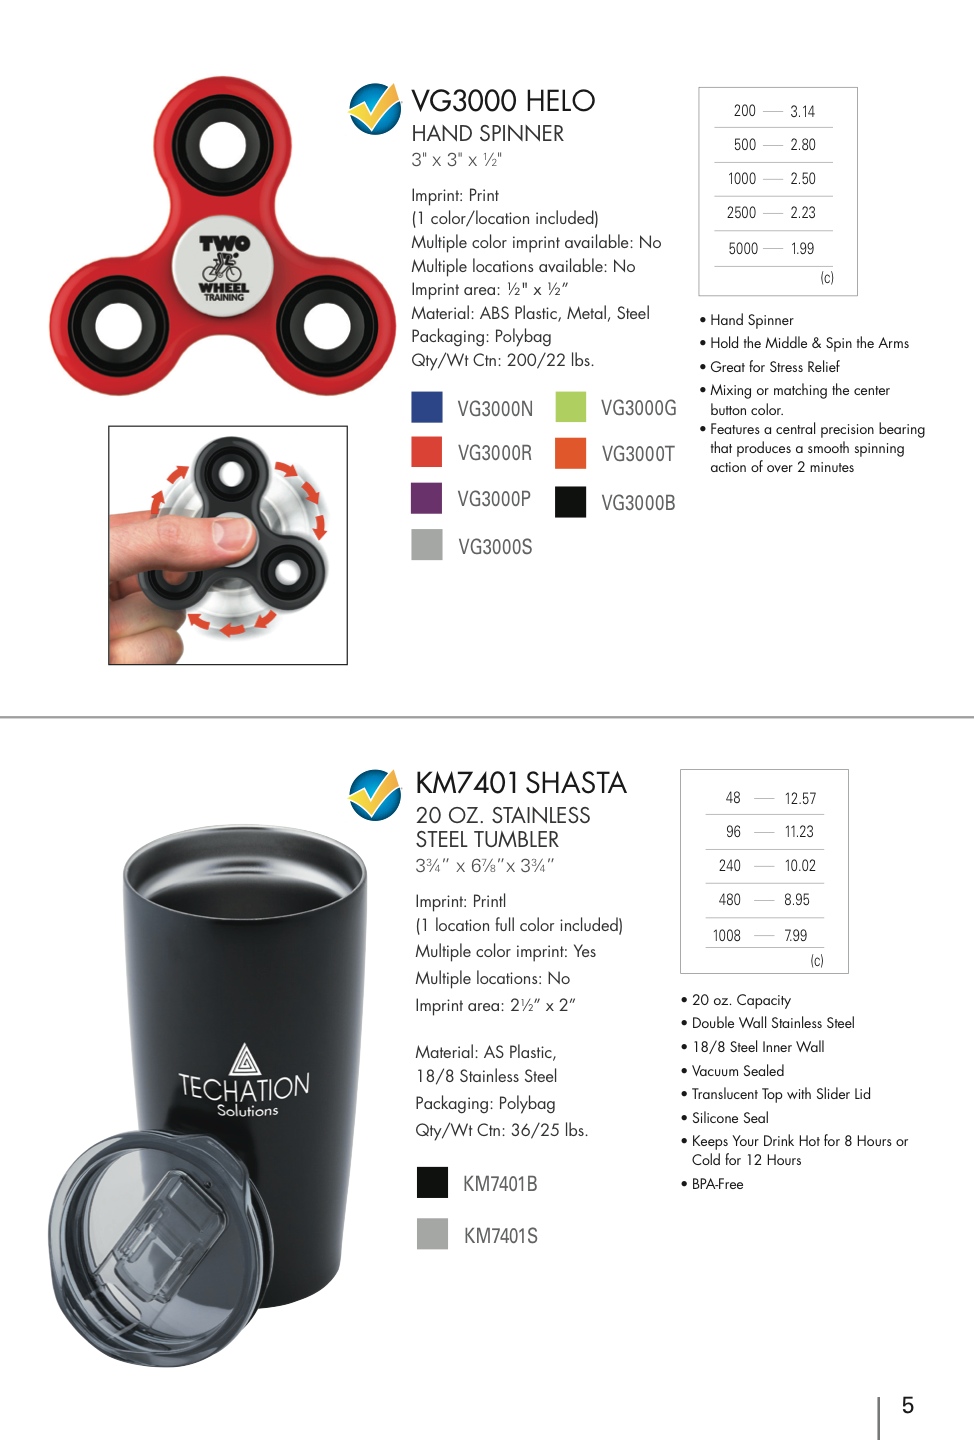 VG3000 HELO
HAND SPINNER
3" x 3" x ½"
Imprint: Print
(1 color/location included)
Multiple color imprint available: No
Multiple locations available: No
Imprint area: ½" x ½”
Material: ABS Plastic, Metal, Steel
Packaging: Polybag
Qty/Wt Ctn: 200/22 lbs.
VG3000N
VG3000G
VG3000R
VG3000T
VG3000P
VG3000B
VG3000S
TWO
WHEEL
TRAINING
200 — 3.14
500 — 2.80
1000 — 2.50
2500 — 2.23
5000 — 1.99
(c)
• Hand Spinner
• Hold the Middle & Spin the Arms
• Great for Stress Relief
• Mixing or matching the center
button color.
• Features a central precision bearing
that produces a smooth spinning
action of over 2 minutes
KM7401 SHASTA
20 OZ. STAINLESS
STEEL TUMBLER
3¾” x 6⅞”x 3¾”
Imprint: Printl
(1 location full color included)
Multiple color imprint: Yes
Multiple locations: No
Imprint area: 2½” x 2”
Material: AS Plastic,
18/8 Stainless Steel
Packaging: Polybag
Qty/Wt Ctn: 36/25 lbs.
KM7401B
KM7401S
TECHATION
Solutions
48 — 12.57
96 — 11.23
240 — 10.02
480 — 8.95
1008 — 7.99
(c)
• 20 oz. Capacity
• Double Wall Stainless Steel
• 18/8 Steel Inner Wall
• Vacuum Sealed
• Translucent Top with Slider Lid
• Silicone Seal
• Keeps Your Drink Hot for 8 Hours or
Cold for 12 Hours
• BPA-Free
5